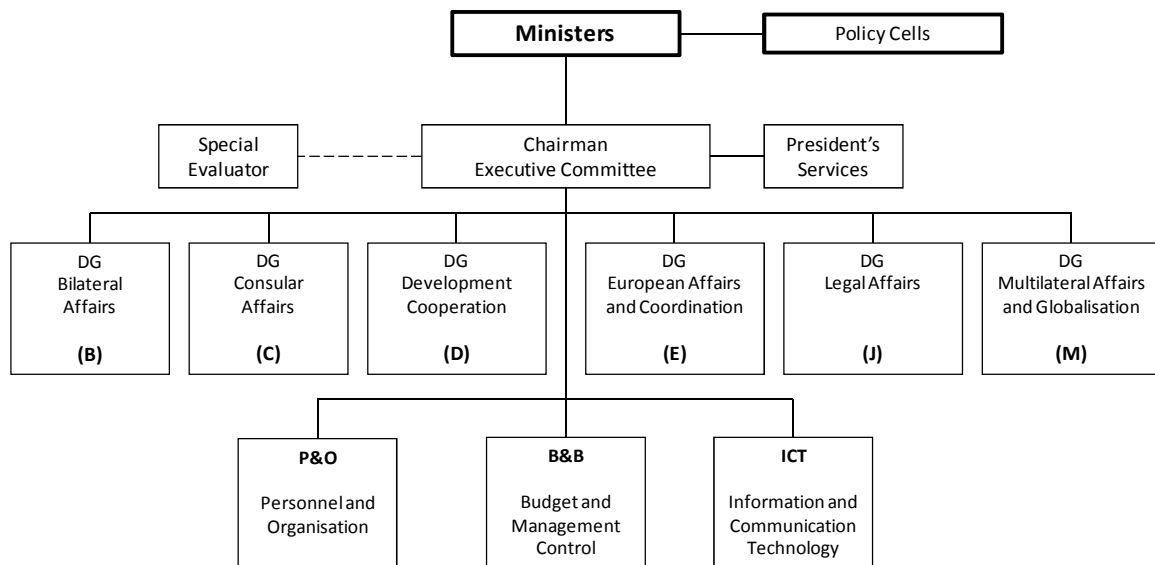 Ministers
Policy Cells
Special
Evaluator
Chairman
Executive Committee
President's
Services
DG
Bilateral
Affairs
(B)
DG
Consular
Affairs
(C)
DG
Development
Cooperation
(D)
DG
European Affairs
and Coordination
(E)
DG
Legal Affairs
(J)
DG
Multilateral Affairs
and Globalisation
(M)
P&O
Personnel and
Organisation
B&B
Budget and
Management
Control
ICT
Information and
Communication
Technology